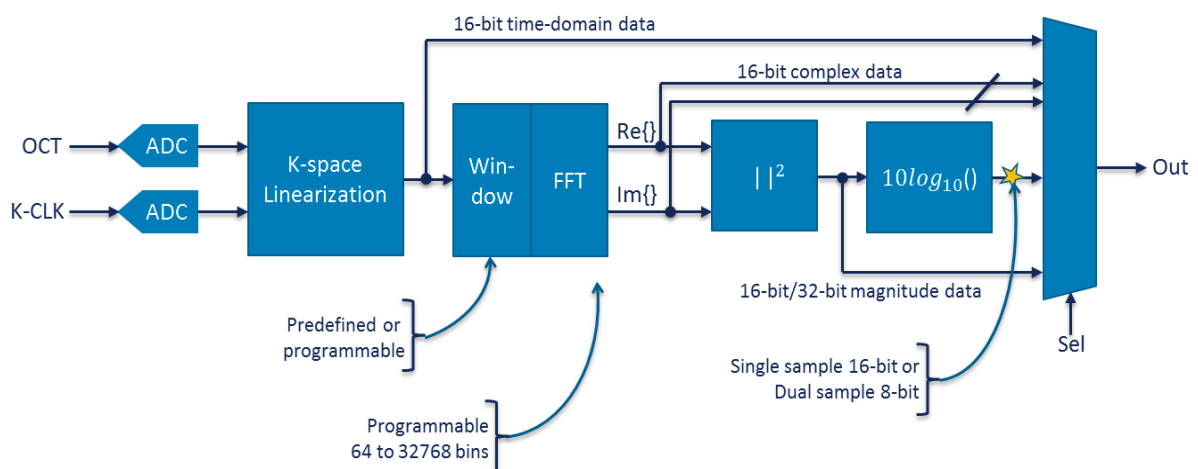 16-bit time-domain data
16-bit complex data
OCT
ADC
K-CLK
ADC
K-space
Linearization
Win-
dow
FFT
Re{}
Im{}
| |²
10log₁₀()
Out
16-bit/32-bit magnitude data
Sel
Predefined or
programmable
Single sample 16-bit or
Dual sample 8-bit
Programmable
64 to 32768 bins